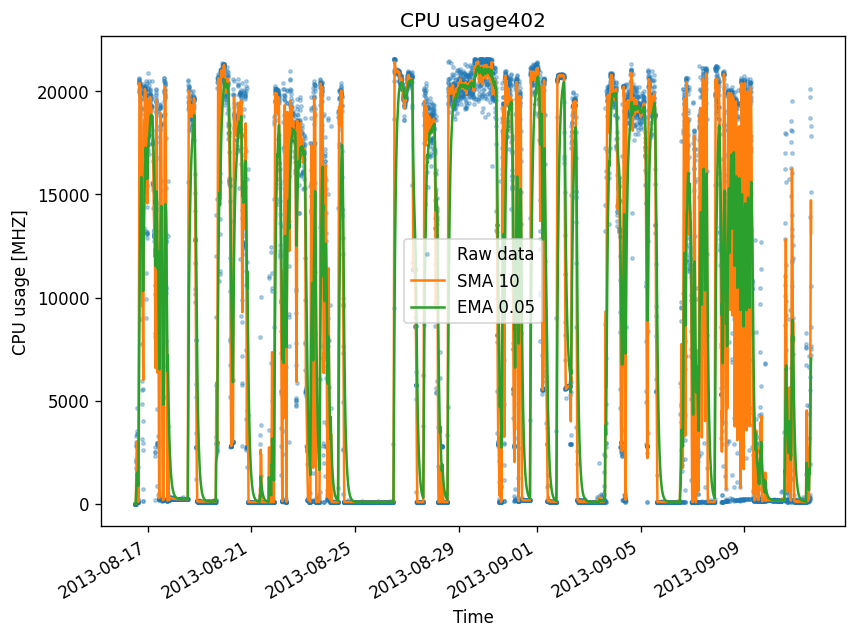 CPU usage402
CPU usage [MHZ]
20000
15000
10000
5000
0
Raw data
SMA 10
EMA 0.05
2013-08-17
2013-08-21
2013-08-25
2013-08-29
2013-09-01
2013-09-05
2013-09-09
Time